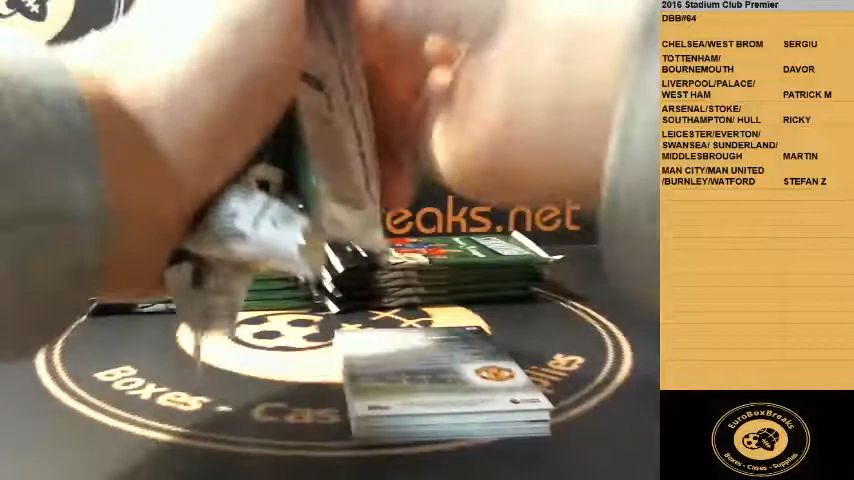 2016 Stadium Club Premier
DBB#64
CHELSEA/WEST BROM SERGIU
TOTTENHAM/
BOURNEMOUTH DAVOR
LIVERPOOL/PALACE/
WEST HAM PATRICK M
ARSENAL/STOKE/
SOUTHAMPTON/ HULL RICKY
LEICESTER/EVERTON/
SWANSEA/ SUNDERLAND/
MIDDLESBROUGH MARTIN
MAN CITY/MAN UNITED
/BURNLEY/WATFORD STEFAN Z
eaks.net
Boxes - Cas plies
EuroBoxBreaks
Boxes - Cases - Supplies